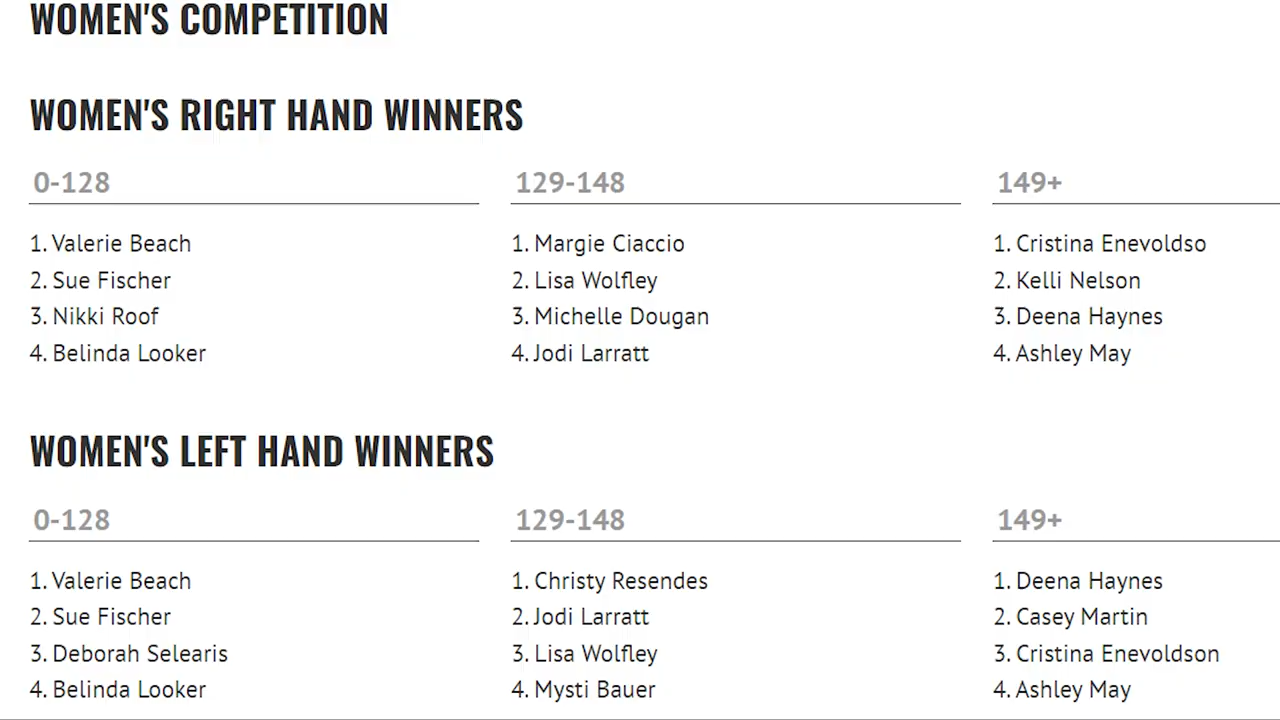 WOMEN'S COMPETITION
WOMEN'S RIGHT HAND WINNERS
0-128
1. Valerie Beach
2. Sue Fischer
3. Nikki Roof
4. Belinda Looker
129-148
1. Margie Ciaccio
2. Lisa Wolfley
3. Michelle Dougan
4. Jodi Larratt
149+
1. Cristina Enevoldso
2. Kelli Nelson
3. Deena Haynes
4. Ashley May
WOMEN'S LEFT HAND WINNERS
0-128
1. Valerie Beach
2. Sue Fischer
3. Deborah Selearis
4. Belinda Looker
129-148
1. Christy Resendes
2. Jodi Larratt
3. Lisa Wolfley
4. Mysti Bauer
149+
1. Deena Haynes
2. Casey Martin
3. Cristina Enevoldson
4. Ashley May